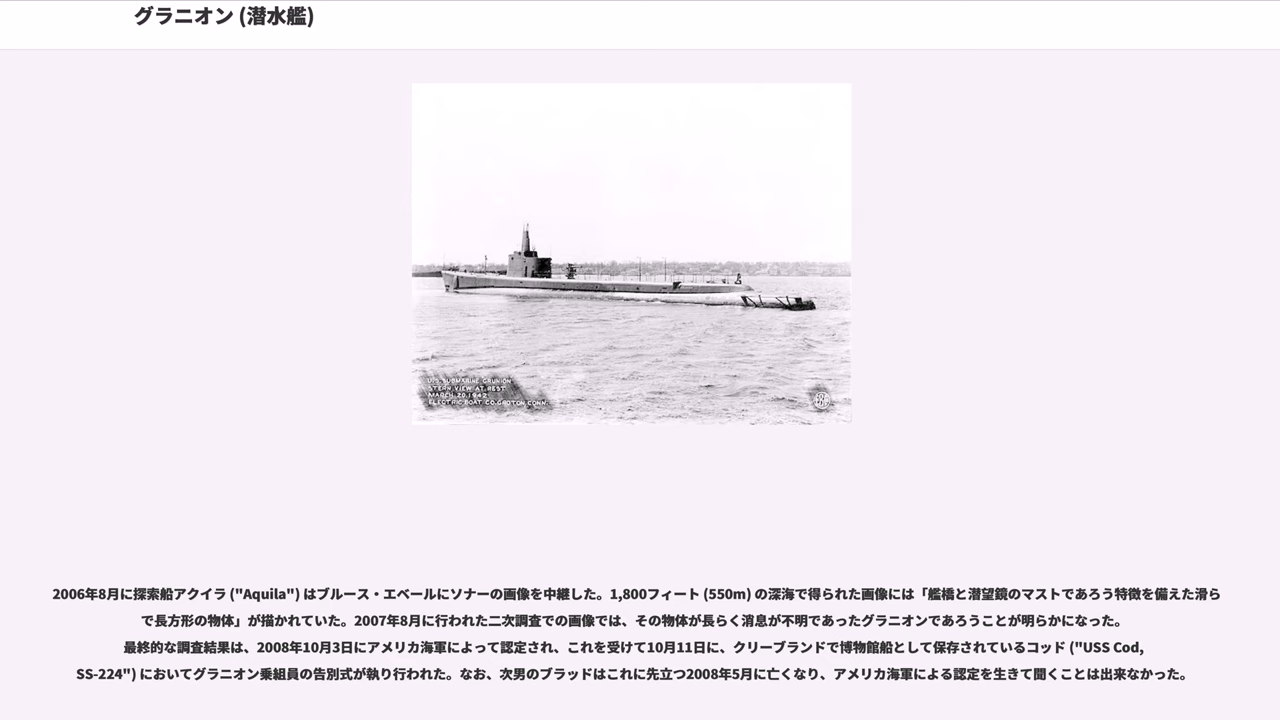 グラニオン (潜水艦)
U.S. SUBMARINE GRUNION
STERN VIEW AT REST
MARCH 20, 1942
ELECTRIC BOAT CO. GROTON, CONN.
2006年8月に探索船アクイラ ("Aquila") はブルース・エベールにソナーの画像を中継した。1,800フィート (550m) の深海で得られた画像には「艦橋と潜望鏡のマストであろう特徴を備えた滑ら
で長方形の物体」が描かれていた。2007年8月に行われた二次調査での画像では、その物体が長らく消息が不明であったグラニオンであろうことが明らかになった。
最終的な調査結果は、2008年10月3日にアメリカ海軍によって認定され、これを受けて10月11日に、クリーブランドで博物館船として保存されているコッド ("USS Cod,
SS-224") においてグラニオン乗組員の告別式が執り行われた。なお、次男のブラッドはこれに先立つ2008年5月に亡くなり、アメリカ海軍による認定を生きて聞くことは出来なかった。